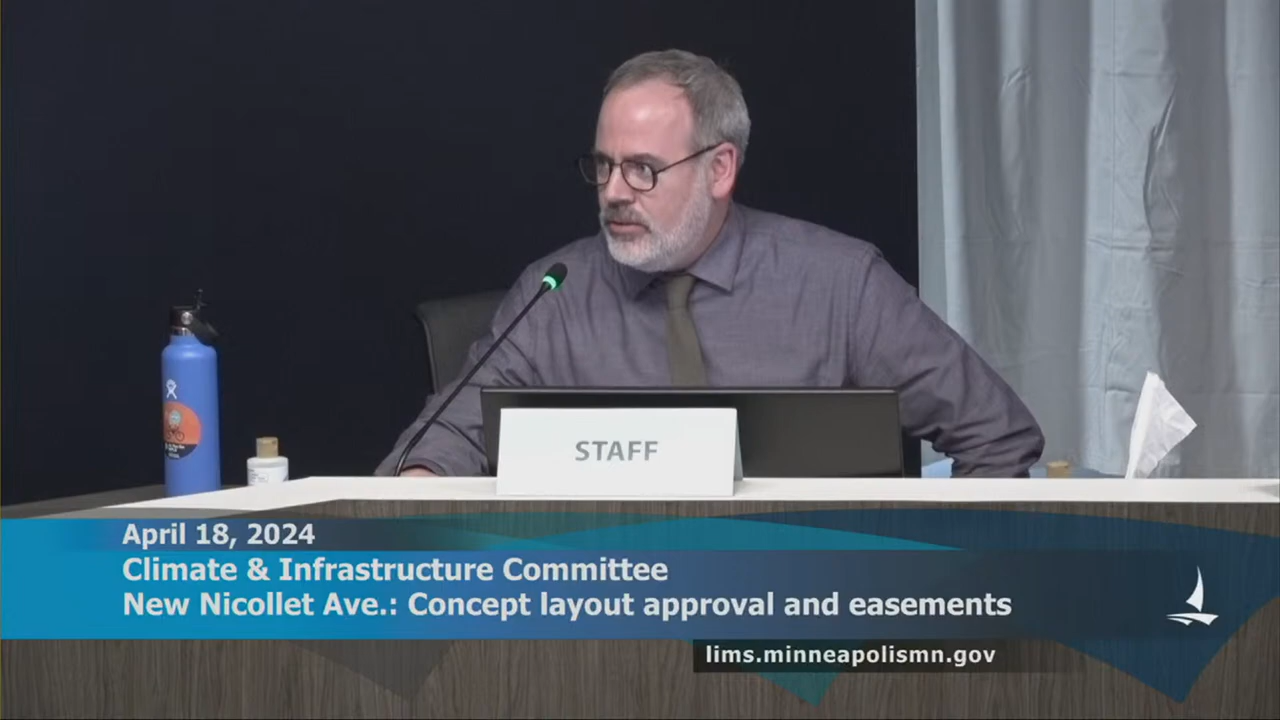 STAFF
April 18, 2024
Climate & Infrastructure Committee
New Nicollet Ave.: Concept layout approval and easements
lims.minneapolismn.gov